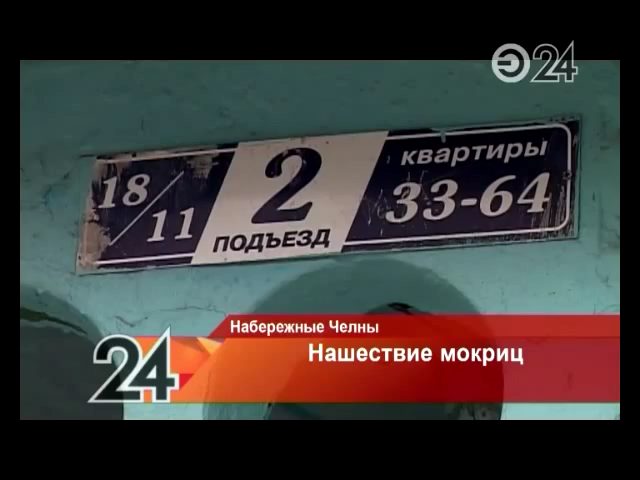 Э24
18/11
2
ПОДЪЕЗД
квартиры
33-64
Набережные Челны
24
Нашествие мокриц